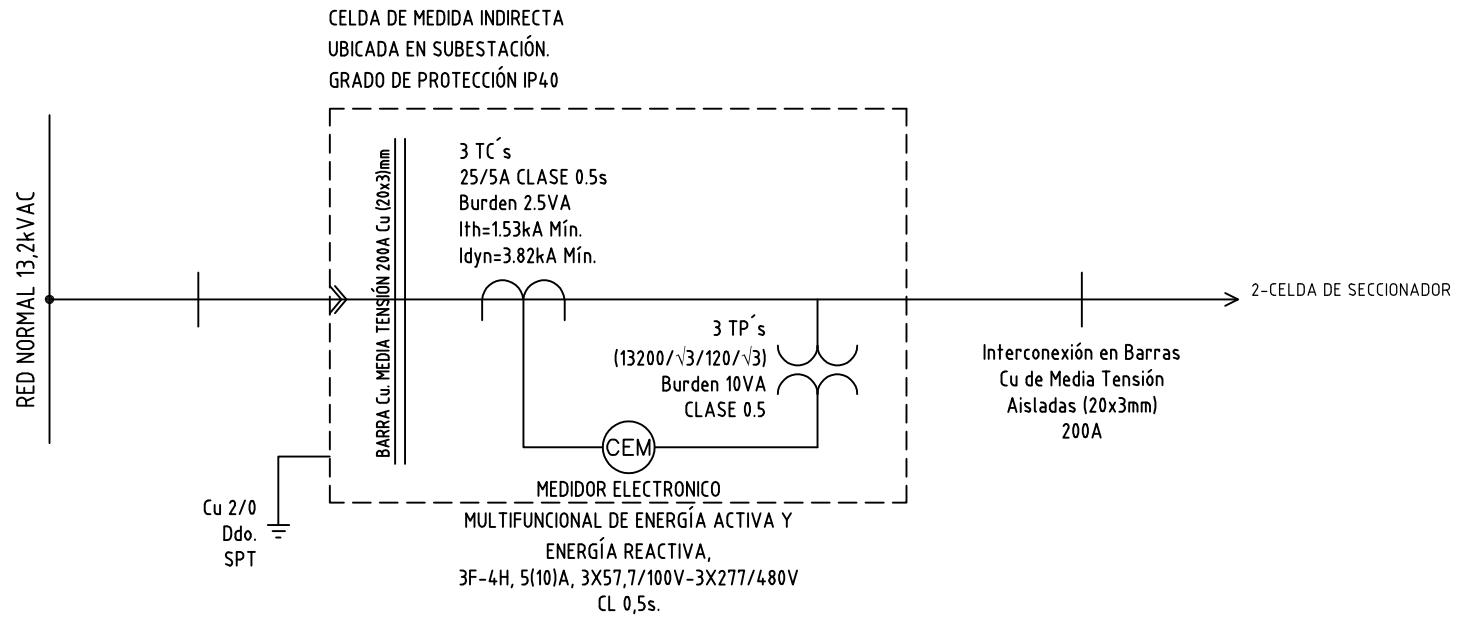 CELDA DE MEDIDA INDIRECTA
UBICADA EN SUBESTACIÓN.
GRADO DE PROTECCIÓN IP40
RED NORMAL 13,2kVAC
BARRA Cu. MEDIA TENSIÓN 200A Cu (20x3)mm
3 TC´s
25/5A CLASE 0.5s
Burden 2.5VA
Ith=1.53kA Mín.
Idyn=3.82kA Mín.
3 TP´s
(13200/√3/120/√3)
Burden 10VA
CLASE 0.5
CEM
MEDIDOR ELECTRONICO
MULTIFUNCIONAL DE ENERGÍA ACTIVA Y
ENERGÍA REACTIVA,
3F-4H, 5(10)A, 3X57,7/100V-3X277/480V
CL 0,5s.
Cu 2/0
Ddo.
SPT
2-CELDA DE SECCIONADOR
Interconexión en Barras
Cu de Media Tensión
Aisladas (20x3mm)
200A